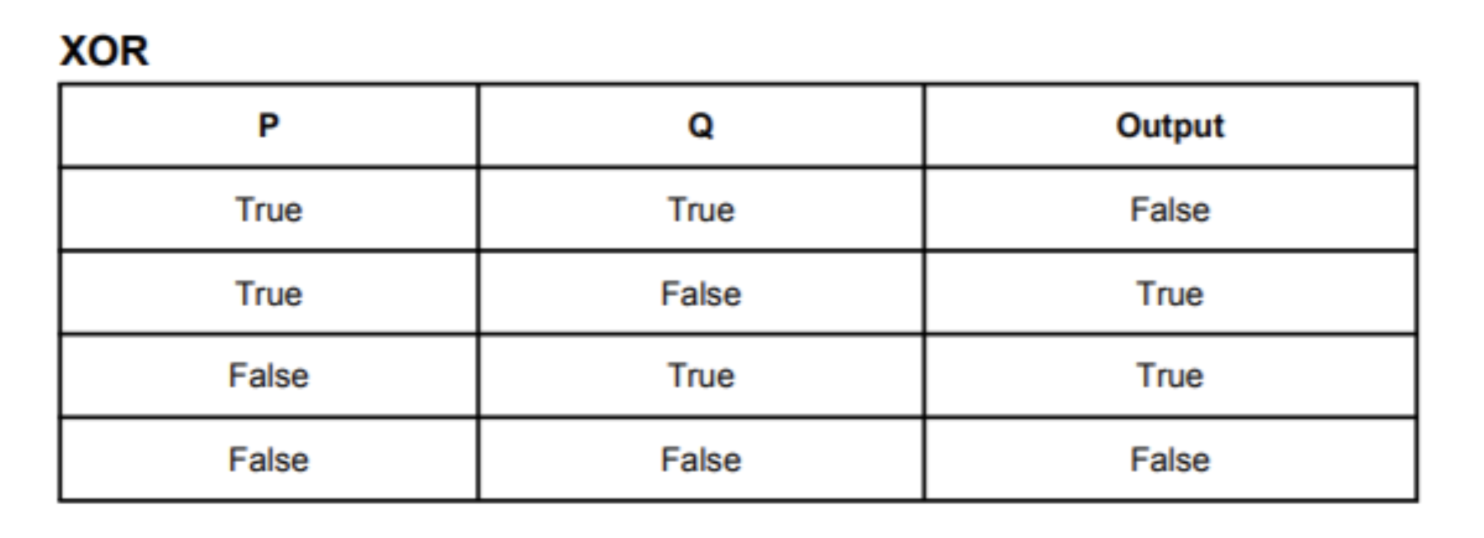 XOR
P Q Output
True True False
True False True
False True True
False False False